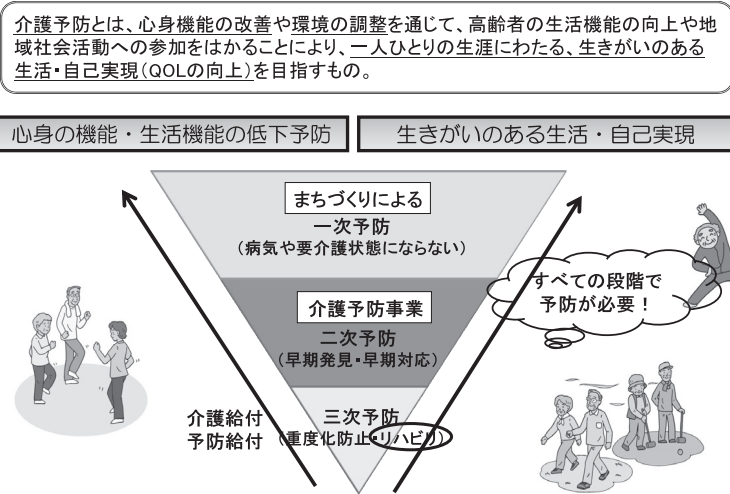 介護予防とは、心身機能の改善や環境の調整を通じて、高齢者の生活機能の向上や地
域社会活動への参加をはかることにより、一人ひとりの生涯にわたる、生きがいのある
生活・自己実現(QOLの向上)を目指すもの。
心身の機能・生活機能の低下予防
生きがいのある生活・自己実現
まちづくりによる
一次予防
(病気や要介護状態にならない)
すべての段階で
予防が必要!
介護予防事業
二次予防
(早期発見・早期対応)
介護給付
予防給付
三次予防
(重度化防止・リハビリ)